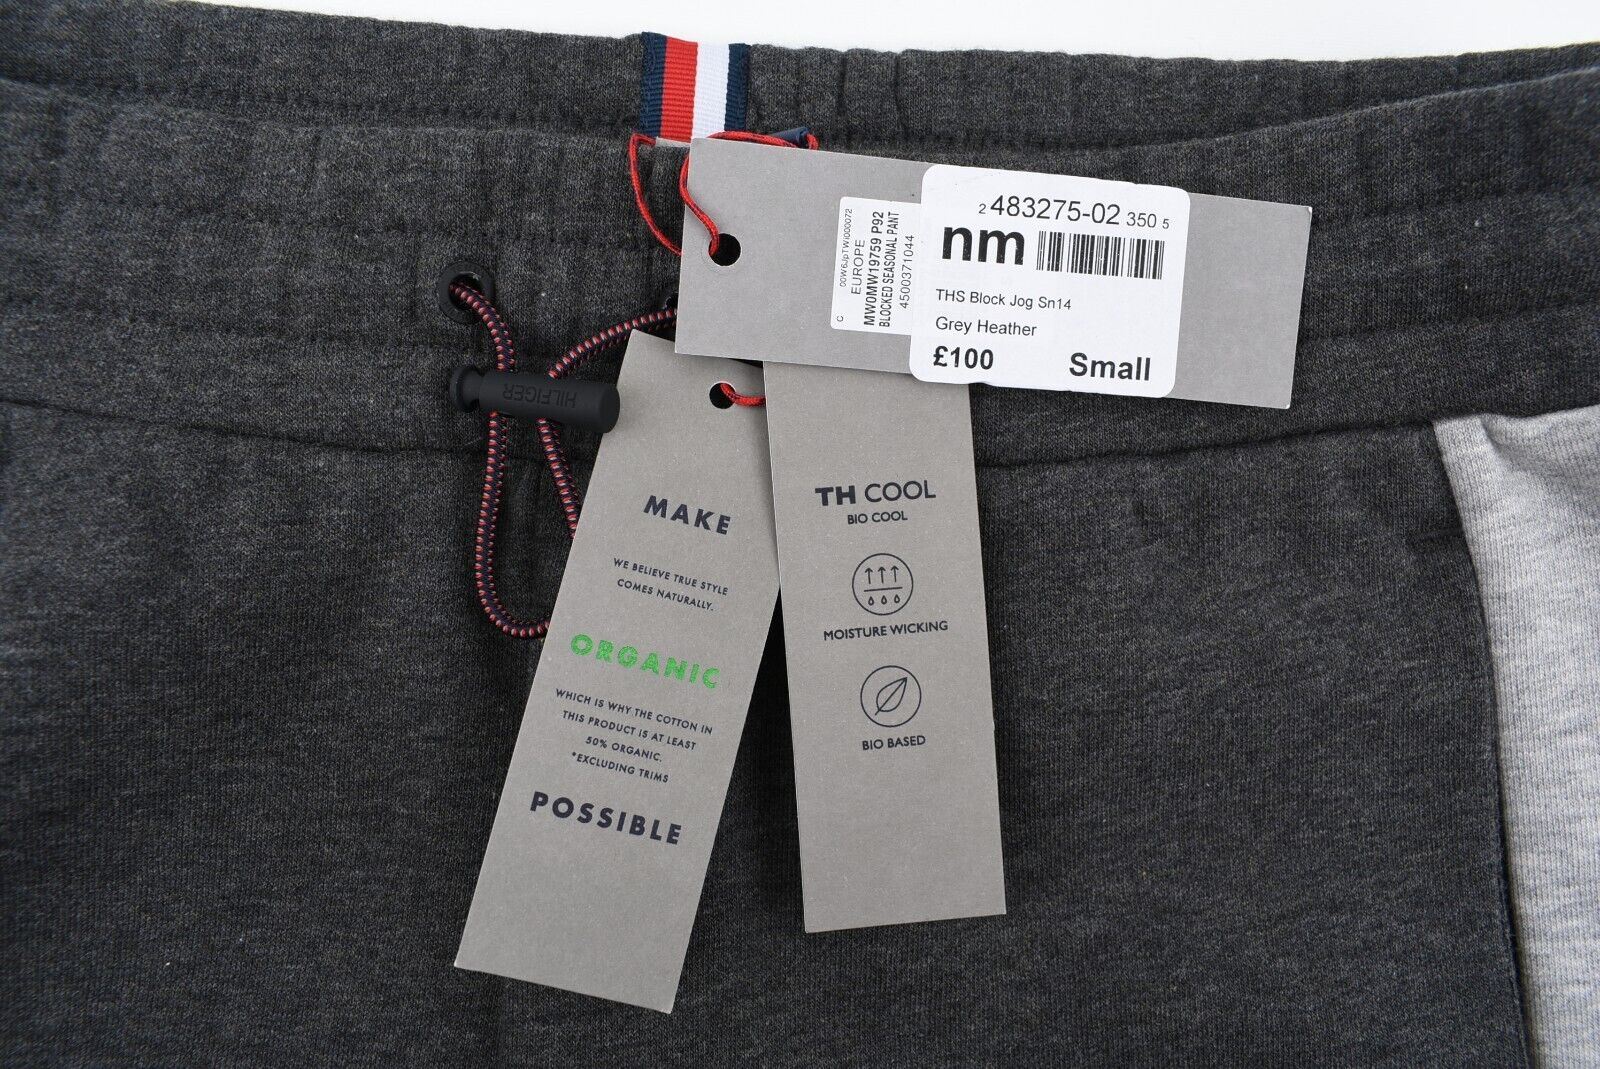 2 483275-02 350 5
nm
THS Block Jog Sn14
Grey Heather
£100 Small
C 00W6JpTWI000072
EUROPE
MW0MW19759 P92
BLOCKED SEASONAL PANT
4500371044
HILFIGER
MAKE
WE BELIEVE TRUE STYLE
COMES NATURALLY.
ORGANIC
WHICH IS WHY THE COTTON IN
THIS PRODUCT IS AT LEAST
50% ORGANIC.
*EXCLUDING TRIMS
POSSIBLE
TH COOL
BIO COOL
MOISTURE WICKING
BIO BASED